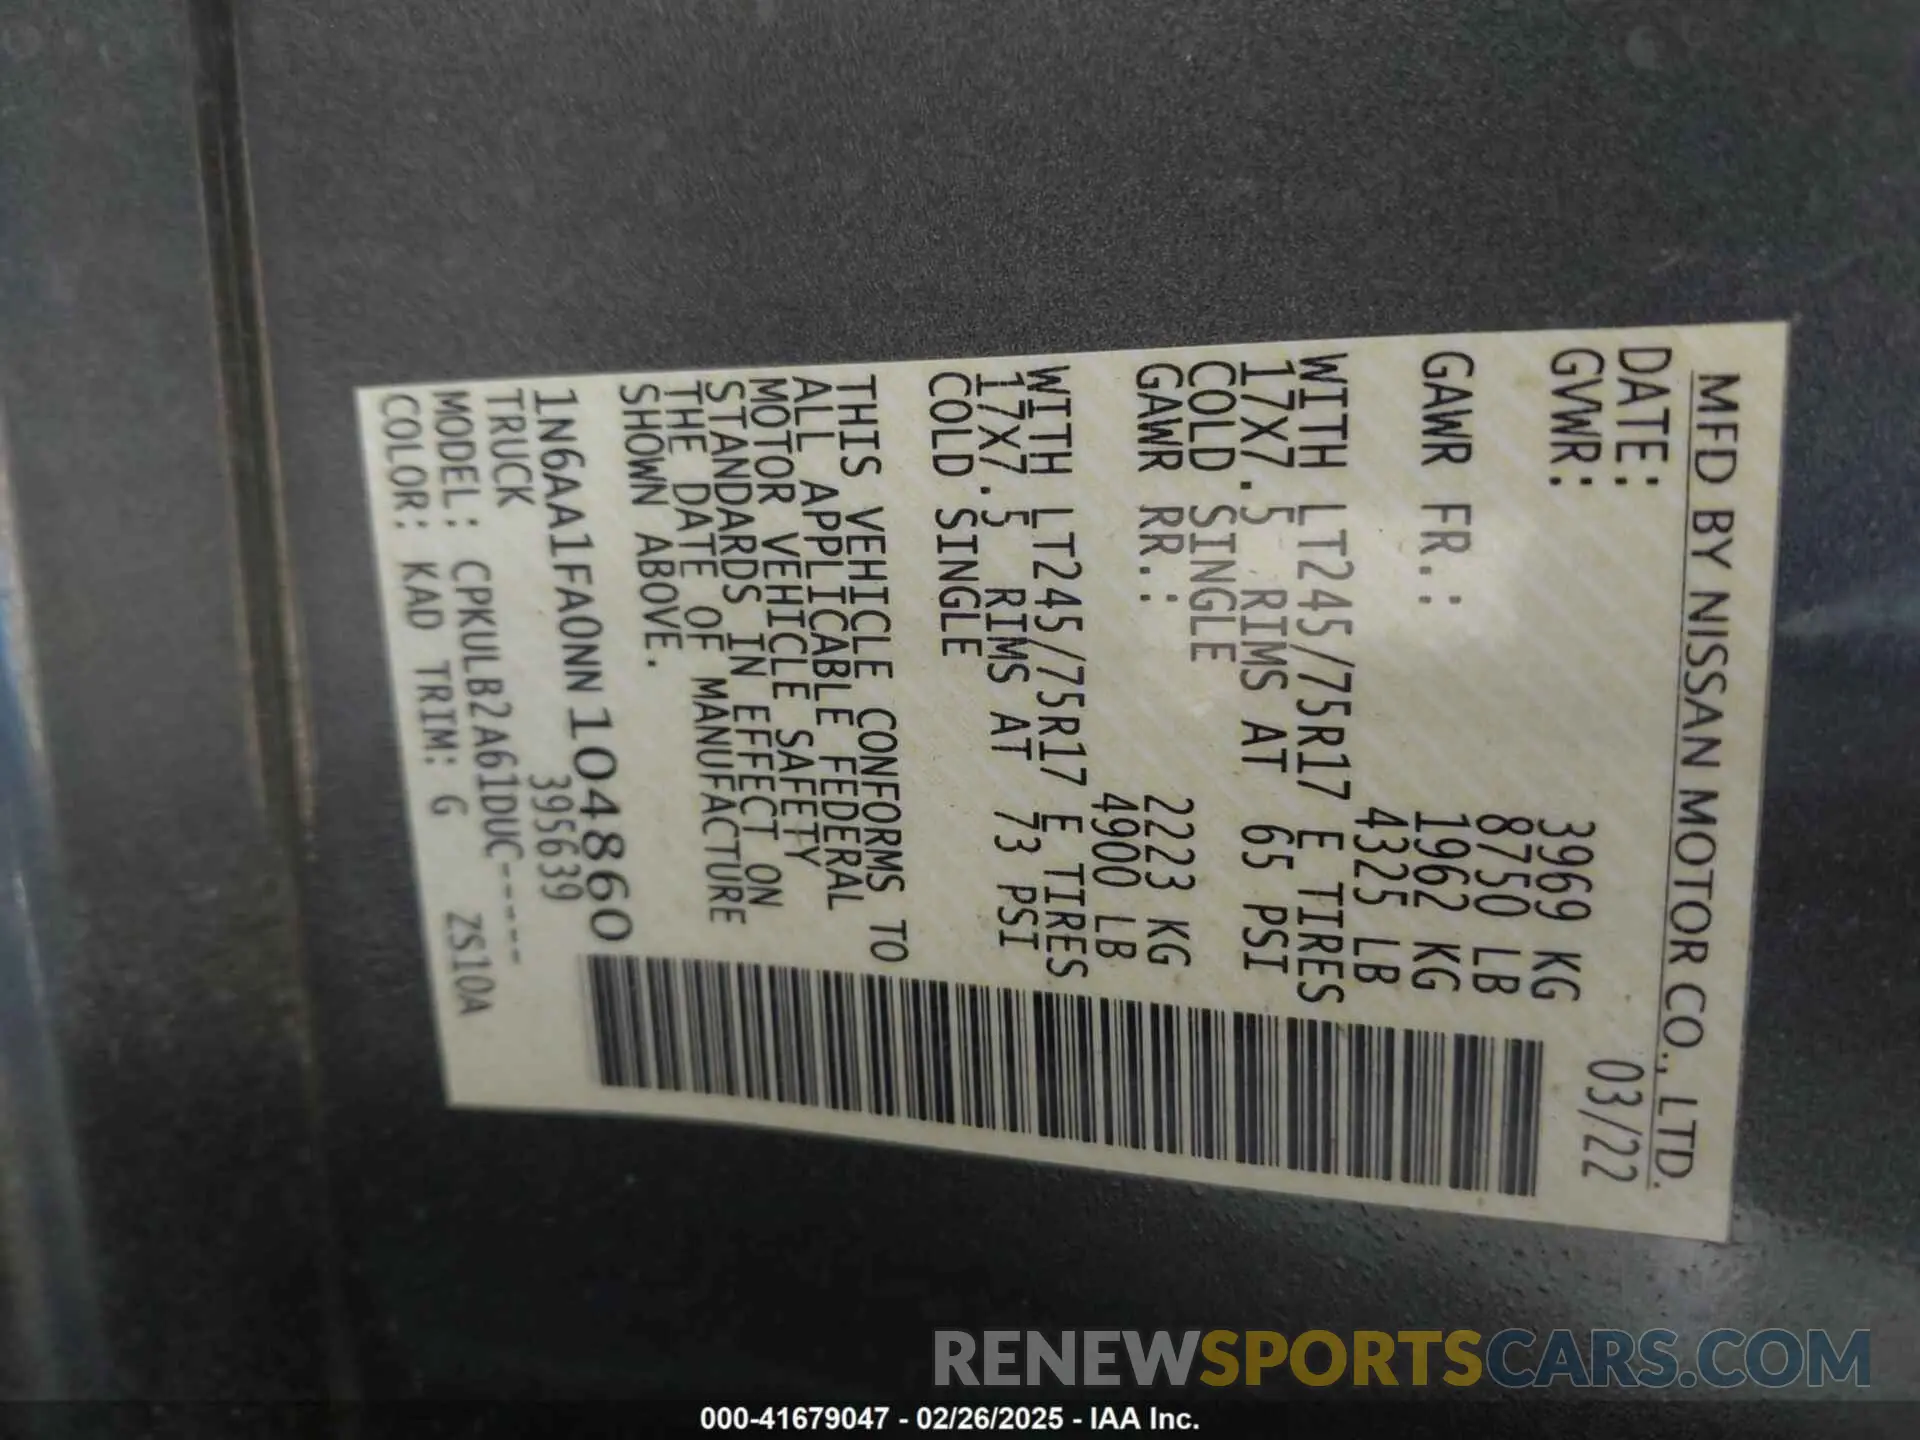 MFD BY NISSAN MOTOR CO., LTD.
DATE: 03/22
GVWR: 3969 KG
8750 LB
GAWR FR.: 1962 KG
4325 LB
WITH LT245/75R17 E TIRES
17X7.5 RIMS AT 65 PSI
COLD SINGLE
GAWR RR.: 2223 KG
4900 LB
WITH LT245/75R17 E TIRES
17X7.5 RIMS AT 73 PSI
COLD SINGLE
THIS VEHICLE CONFORMS TO
ALL APPLICABLE FEDERAL
MOTOR VEHICLE SAFETY
STANDARDS IN EFFECT ON
THE DATE OF MANUFACTURE
SHOWN ABOVE.
1N6AA1FA0NN104860
TRUCK 395639
MODEL: CPKULB2A61DUC-----
COLOR: KAD TRIM: G ZS10A
RENEWSPORTSCARS.COM
000-41679047 - 02/26/2025 - IAA Inc.